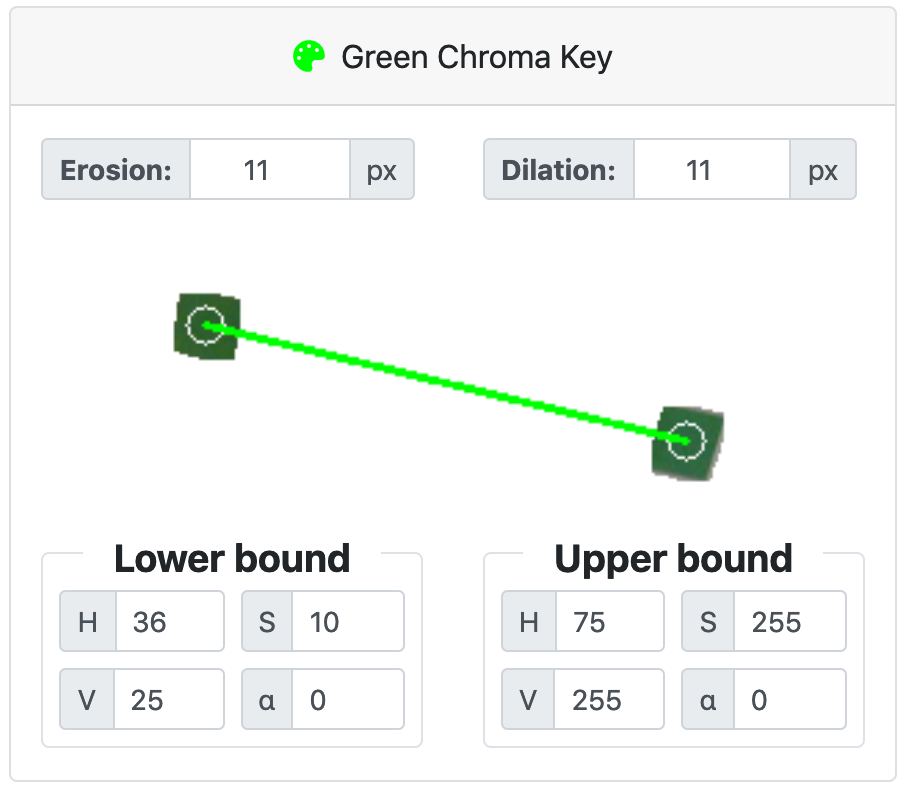 Green Chroma Key
Erosion: 11 px Dilation: 11 px
Lower bound Upper bound
H 36 S 10 H 75 S 255
V 25 α 0 V 255 α 0